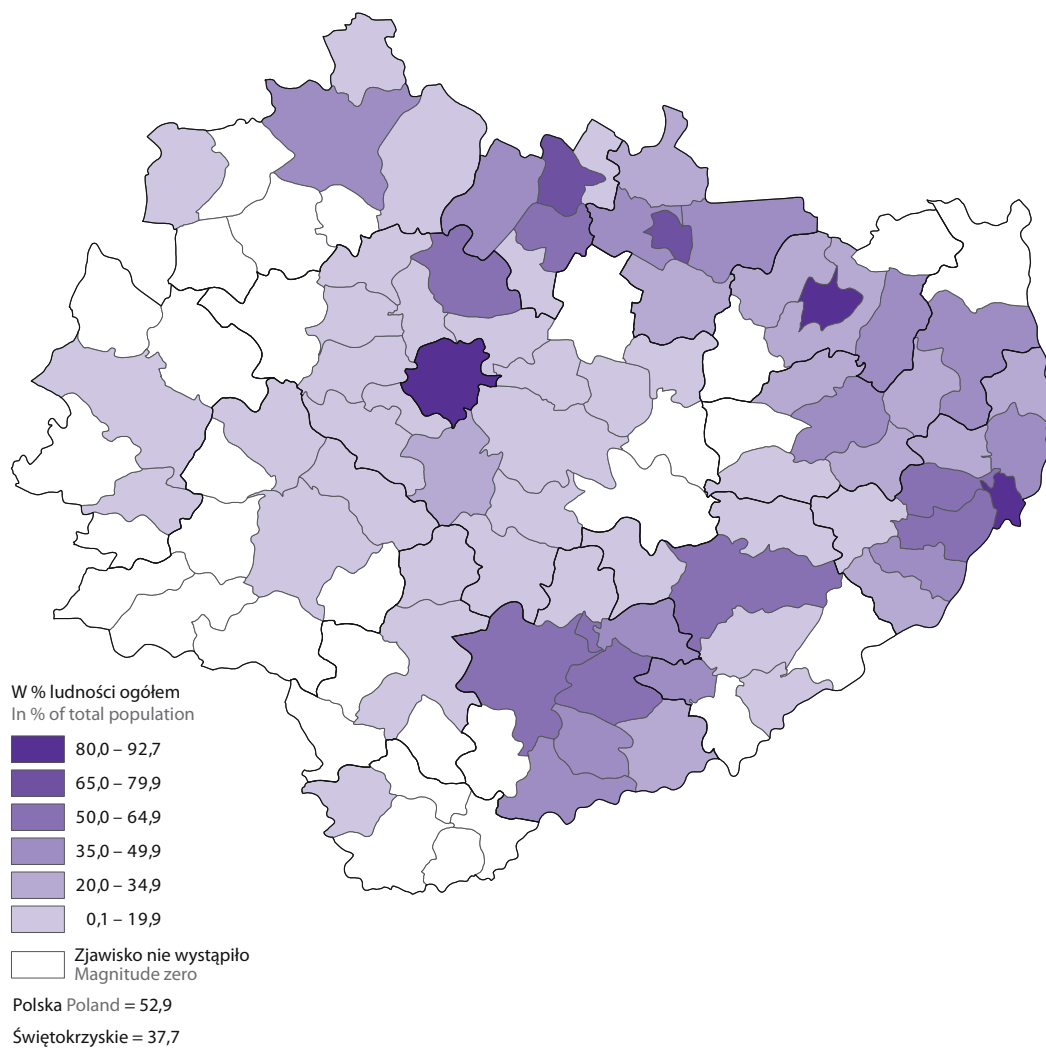 W % ludności ogółem
In % of total population
80,0 – 92,7
65,0 – 79,9
50,0 – 64,9
35,0 – 49,9
20,0 – 34,9
0,1 – 19,9
Zjawisko nie wystąpiło
Magnitude zero
Polska Poland = 52,9
Świętokrzyskie = 37,7